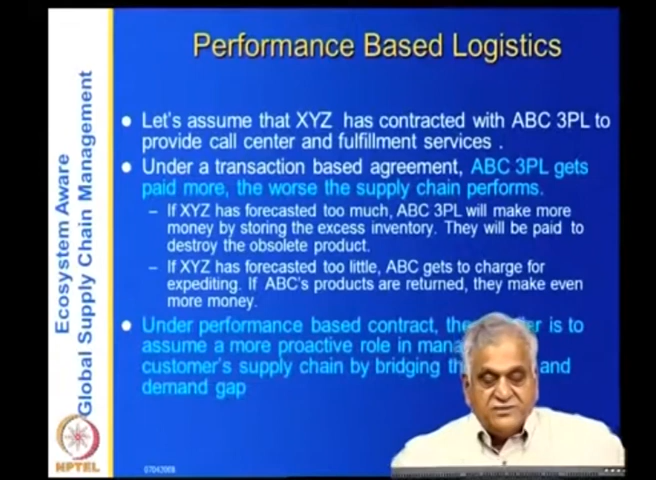 Performance Based Logistics
Let's assume that XYZ has contracted with ABC 3PL to
provide call center and fulfillment services .
Under a transaction based agreement, ABC 3PL gets
paid more, the worse the supply chain performs.
– If XYZ has forecasted too much, ABC 3PL will make more
money by storing the excess inventory. They will be paid to
destroy the obsolete product.
– If XYZ has forecasted too little, ABC gets to charge for
expediting. If ABC's products are returned, they make even
more money.
Under performance based contract, the is to
assume a more proactive role in
customer's supply chain by bridging and
demand gap
Ecosystem Aware
Global Supply Chain Management
NPTEL